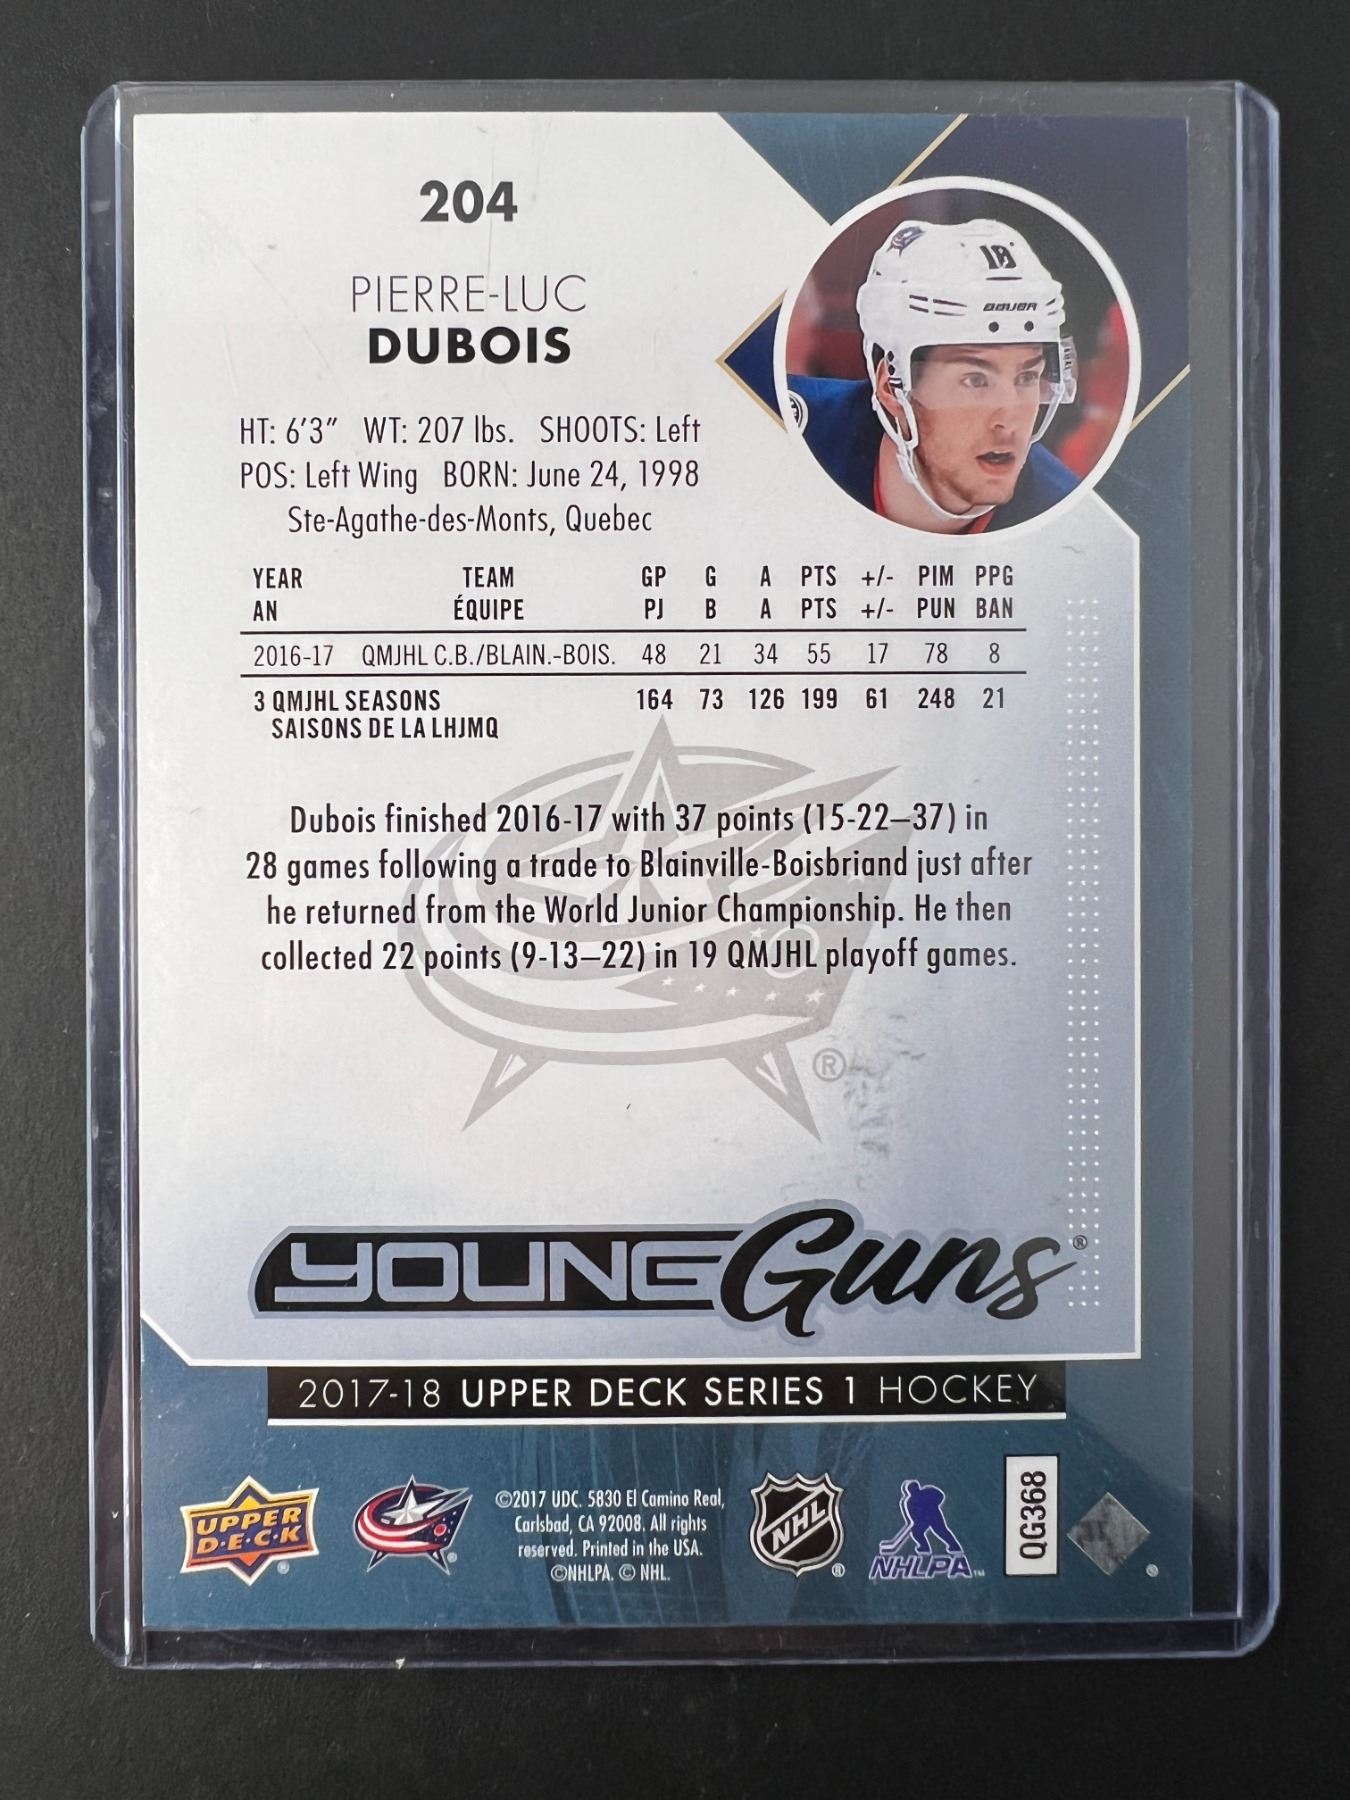 204
PIERRE-LUC
DUBOIS
18
BAUER
HT: 6'3" WT: 207 lbs. SHOOTS: Left
POS: Left Wing BORN: June 24, 1998
Ste-Agathe-des-Monts, Quebec
YEAR TEAM GP G A PTS +/- PIM PPG
AN ÉQUIPE PJ B A PTS +/- PUN BAN
2016-17 QMJHL C.B./BLAIN.-BOIS. 48 21 34 55 17 78 8
3 QMJHL SEASONS 164 73 126 199 61 248 21
SAISONS DE LA LHJMQ
Dubois finished 2016-17 with 37 points (15-22—37) in
28 games following a trade to Blainville-Boisbriand just after
he returned from the World Junior Championship. He then
collected 22 points (9-13—22) in 19 QMJHL playoff games.
®
YOUNG Guns®
2017-18 UPPER DECK SERIES 1 HOCKEY
UPPER
D·E·C·K
®
©2017 UDC. 5830 El Camino Real,
Carlsbad, CA 92008. All rights
reserved. Printed in the USA.
©NHLPA. © NHL.
NHL
®
NHLPA™
QG368